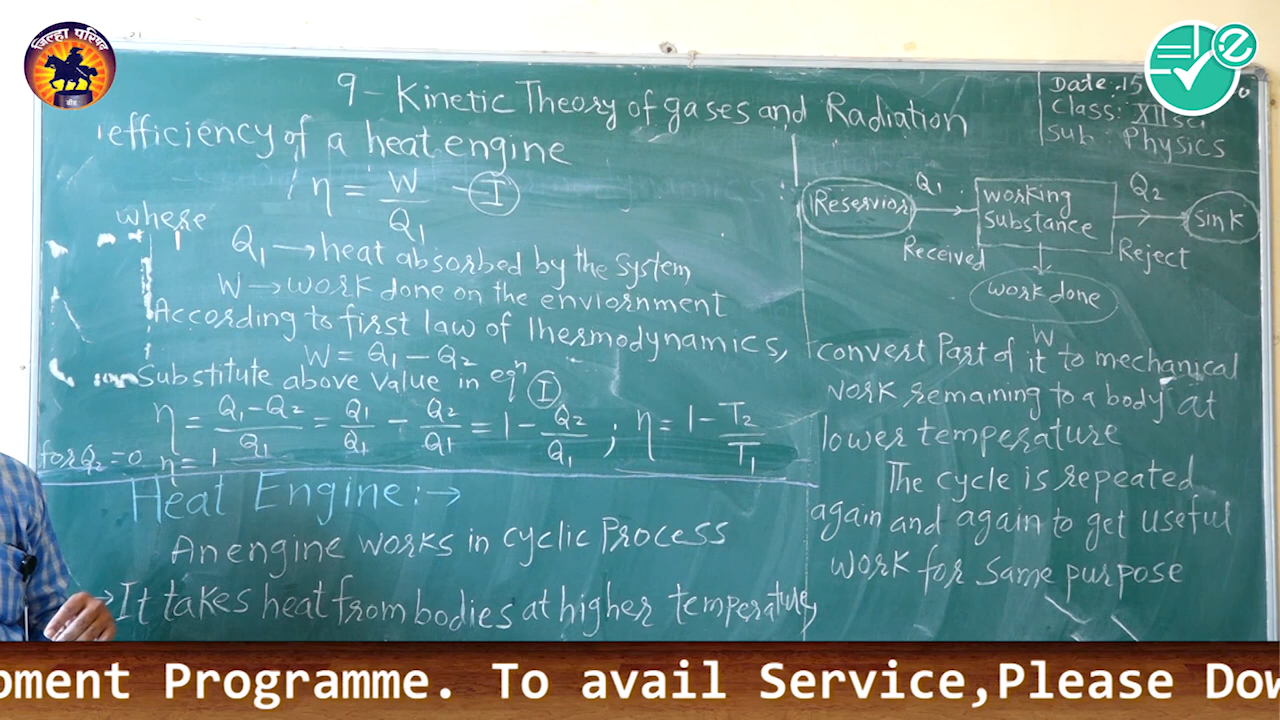 जिल्हा परिषद
बीड
e
9 - Kinetic Theory of gases and Radiation
Date:.15
Class: XII sci
Sub: Physics
efficiency of a heat engine
η = W/Q1 - I
where
Q1 → heat absorbed by the system,
W → work done on the enviornment
According to first law of Thermodynamics,
W = Q1 - Q2
Substitute above value in eqn I
η = Q1-Q2/Q1 = Q1/Q1 - Q2/Q1 = 1 - Q2/Q1 ; η = 1 - T2/T1
for Q2 = 0 η = 1
Heat Engine :→
An engine works in cyclic Process
→ It takes heat from bodies at higher temperature,
Reservior
Q1
Received
working
substance
Q2
Reject
sink
work done
W
convert Part of it to mechanical
work remaining to a body at
lower temperature
The cycle is repeated
again and again to get useful
work for same purpose
oment Programme. To avail Service,Please Dow